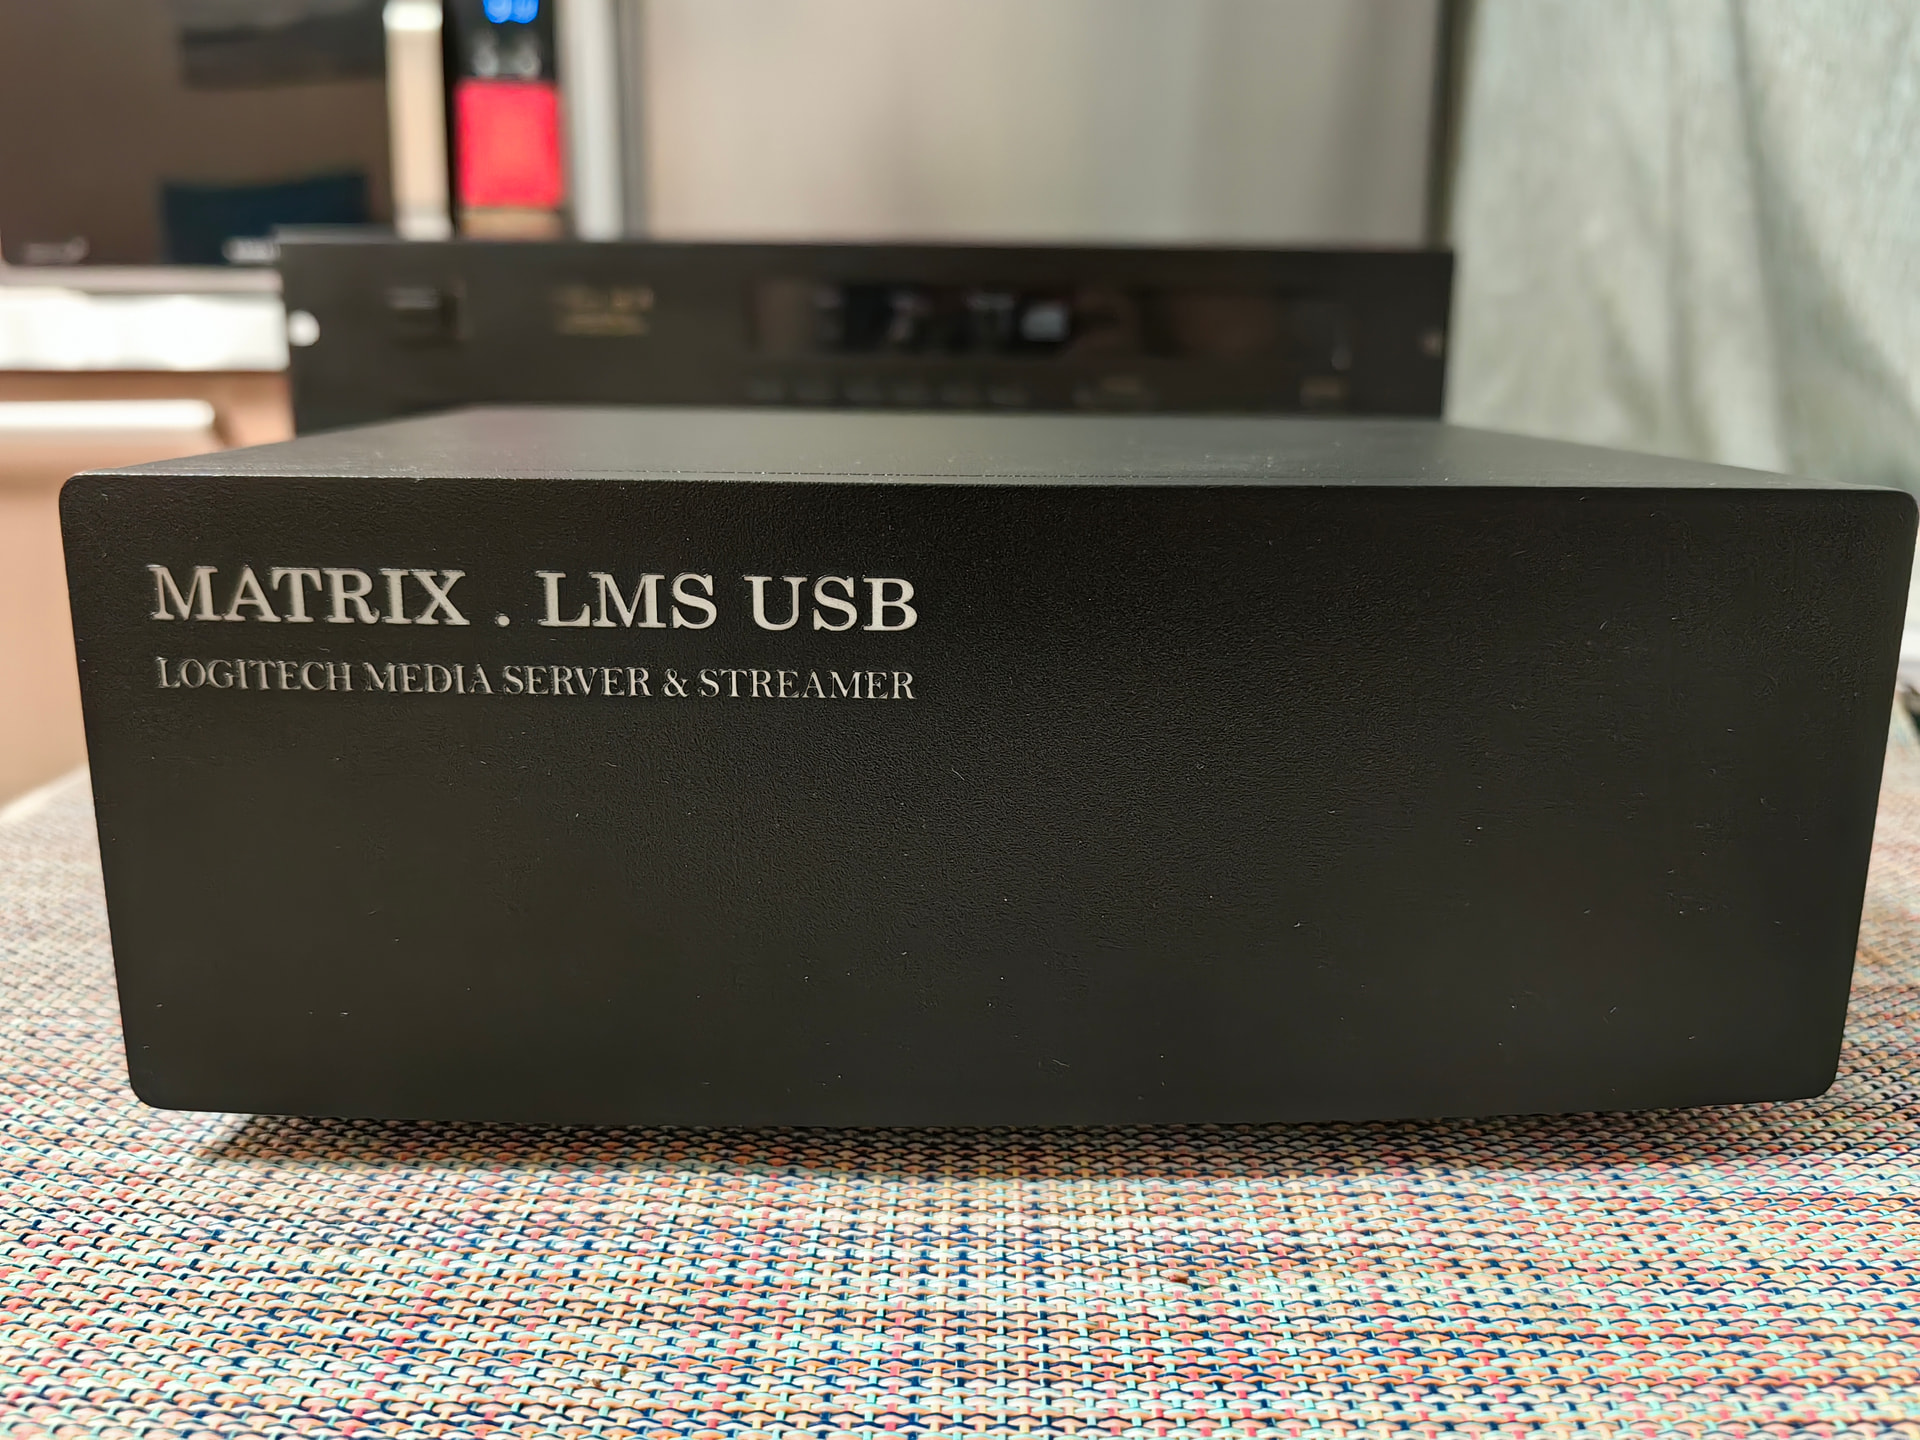 MATRIX . LMS USB
LOGITECH MEDIA SERVER & STREAMER